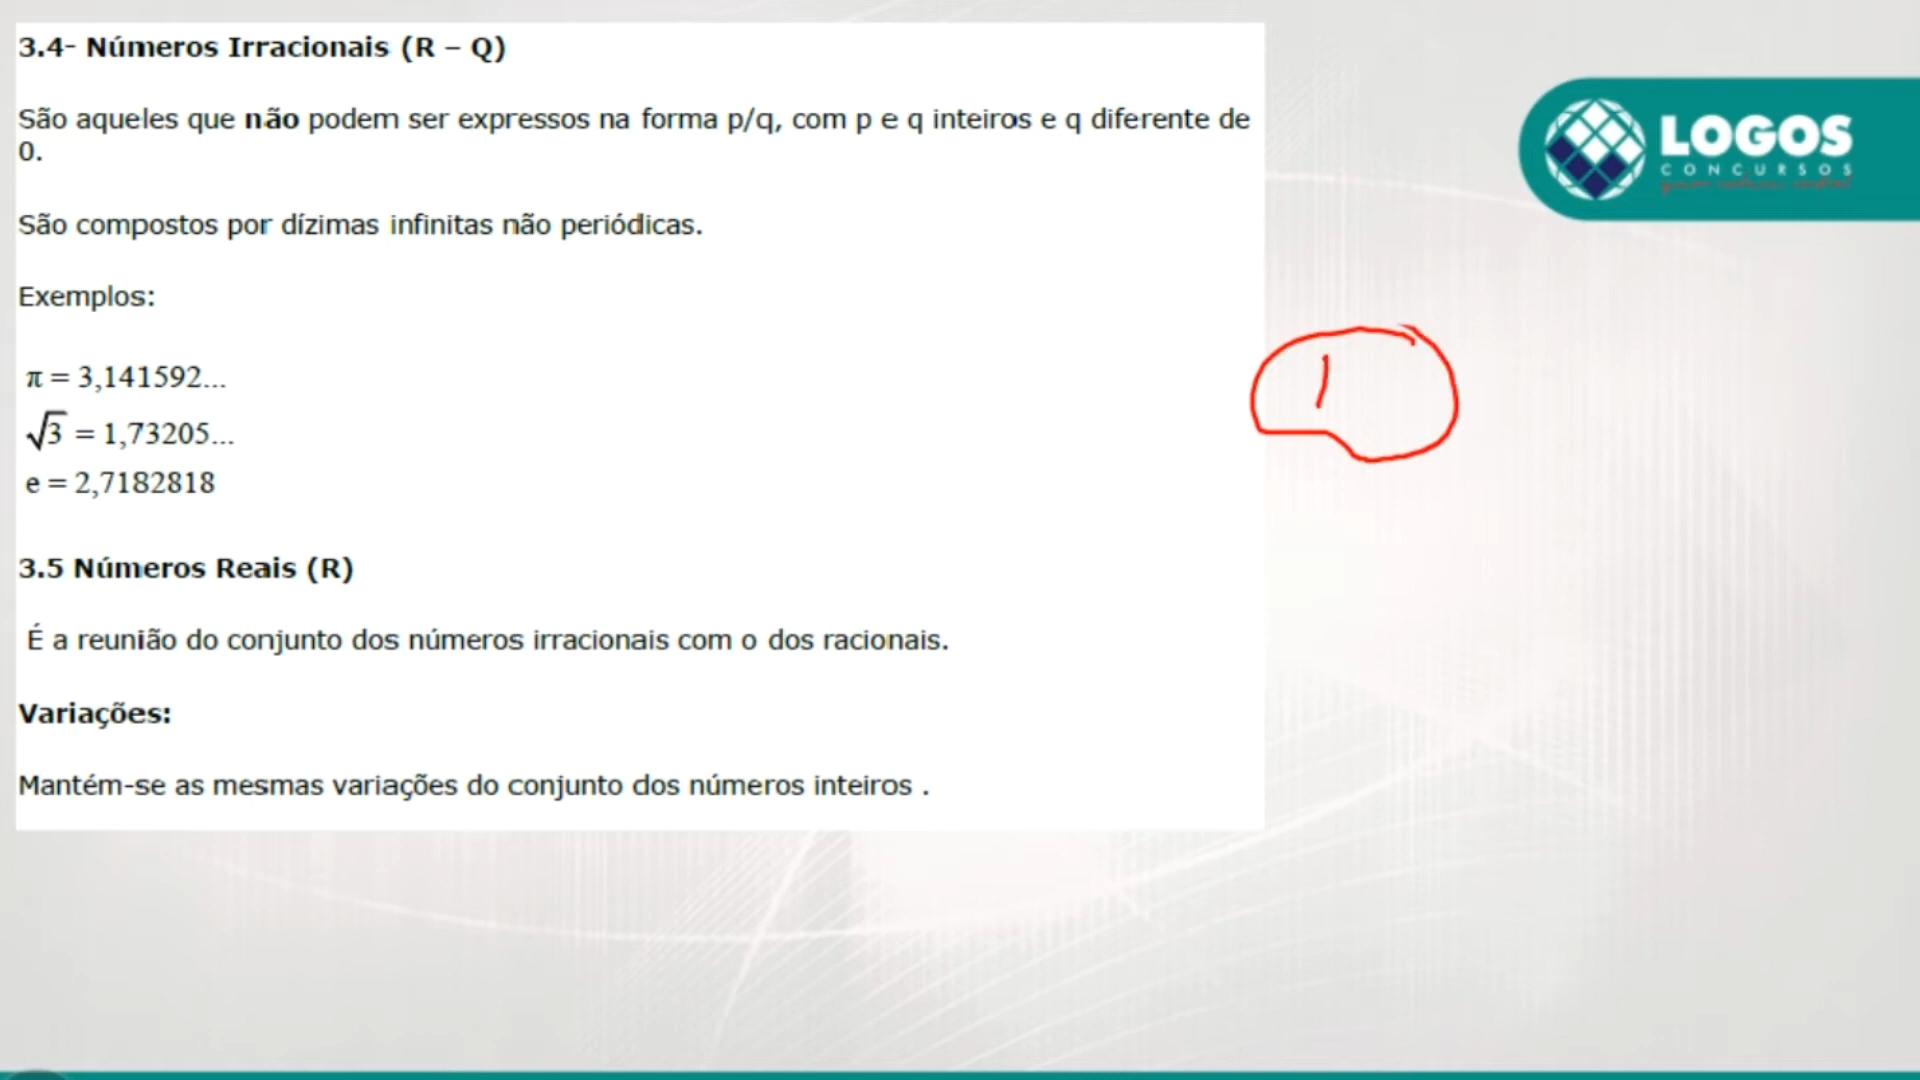 3.4- Números Irracionais (R – Q)
São aqueles que não podem ser expressos na forma p/q, com p e q inteiros e q diferente de
0.
São compostos por dízimas infinitas não periódicas.
Exemplos:
π = 3,141592...
√3 = 1,73205...
e = 2,7182818
3.5 Números Reais (R)
É a reunião do conjunto dos números irracionais com o dos racionais.
Variações:
Mantém-se as mesmas variações do conjunto dos números inteiros .
LOGOS
CONCURSOS